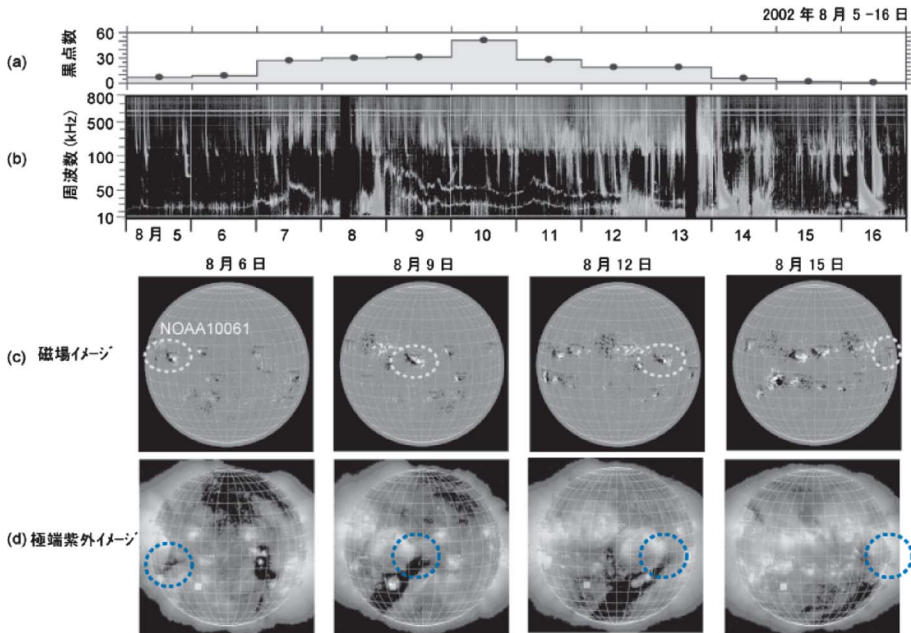 2002 年 8 月 5 -16 日
(a)
黒点数
60
30
0
(b)
周波数 (kHz)
800
500
100
50
10
8 月 5 6 7 8 9 10 11 12 13 14 15 16
8 月 6 日 8 月 9 日 8 月 12 日 8 月 15 日
NOAA10061
(c) 磁場イメージ
(d) 極端紫外イメージ